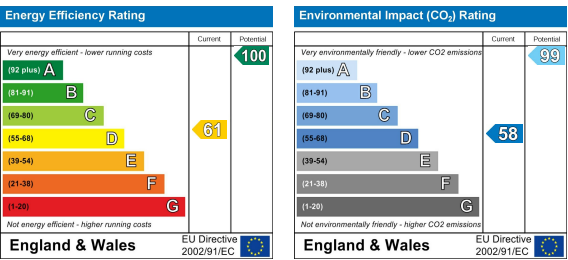 Energy Efficiency Rating
Current Potential
Very energy efficient - lower running costs
(92 plus) A
(81-91) B
(69-80) C
(55-68) D
(39-54) E
(21-38) F
(1-20) G
61
100
Not energy efficient - higher running costs
England & Wales
EU Directive
2002/91/EC
Environmental Impact (CO₂) Rating
Current Potential
Very environmentally friendly - lower CO2 emissions
(92 plus) A
(81-91) B
(69-80) C
(55-68) D
(39-54) E
(21-38) F
(1-20) G
58
99
Not environmentally friendly - higher CO2 emissions
England & Wales
EU Directive
2002/91/EC